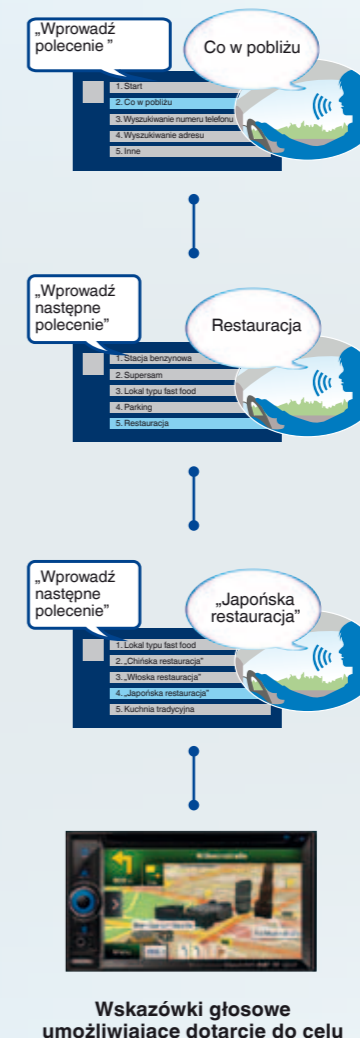 „Wprowadź
polecenie ”
Co w pobliżu
1. Start
2. Co w pobliżu
3. Wyszukiwanie numeru telefonu
4. Wyszukiwanie adresu
5. Inne
„Wprowadź
następne
polecenie”
Restauracja
1. Stacja benzynowa
2. Supersam
3. Lokal typu fast food
4. Parking
5. Restauracja
„Wprowadź
następne
polecenie”
„Japońska
restauracja”
1. Lokal typu fast food
2. „Chińska restauracja”
3. „Włoska restauracja”
4. „Japońska restauracja”
5. Kuchnia tradycyjna
Wskazówki głosowe
umożliwiające dotarcie do celu